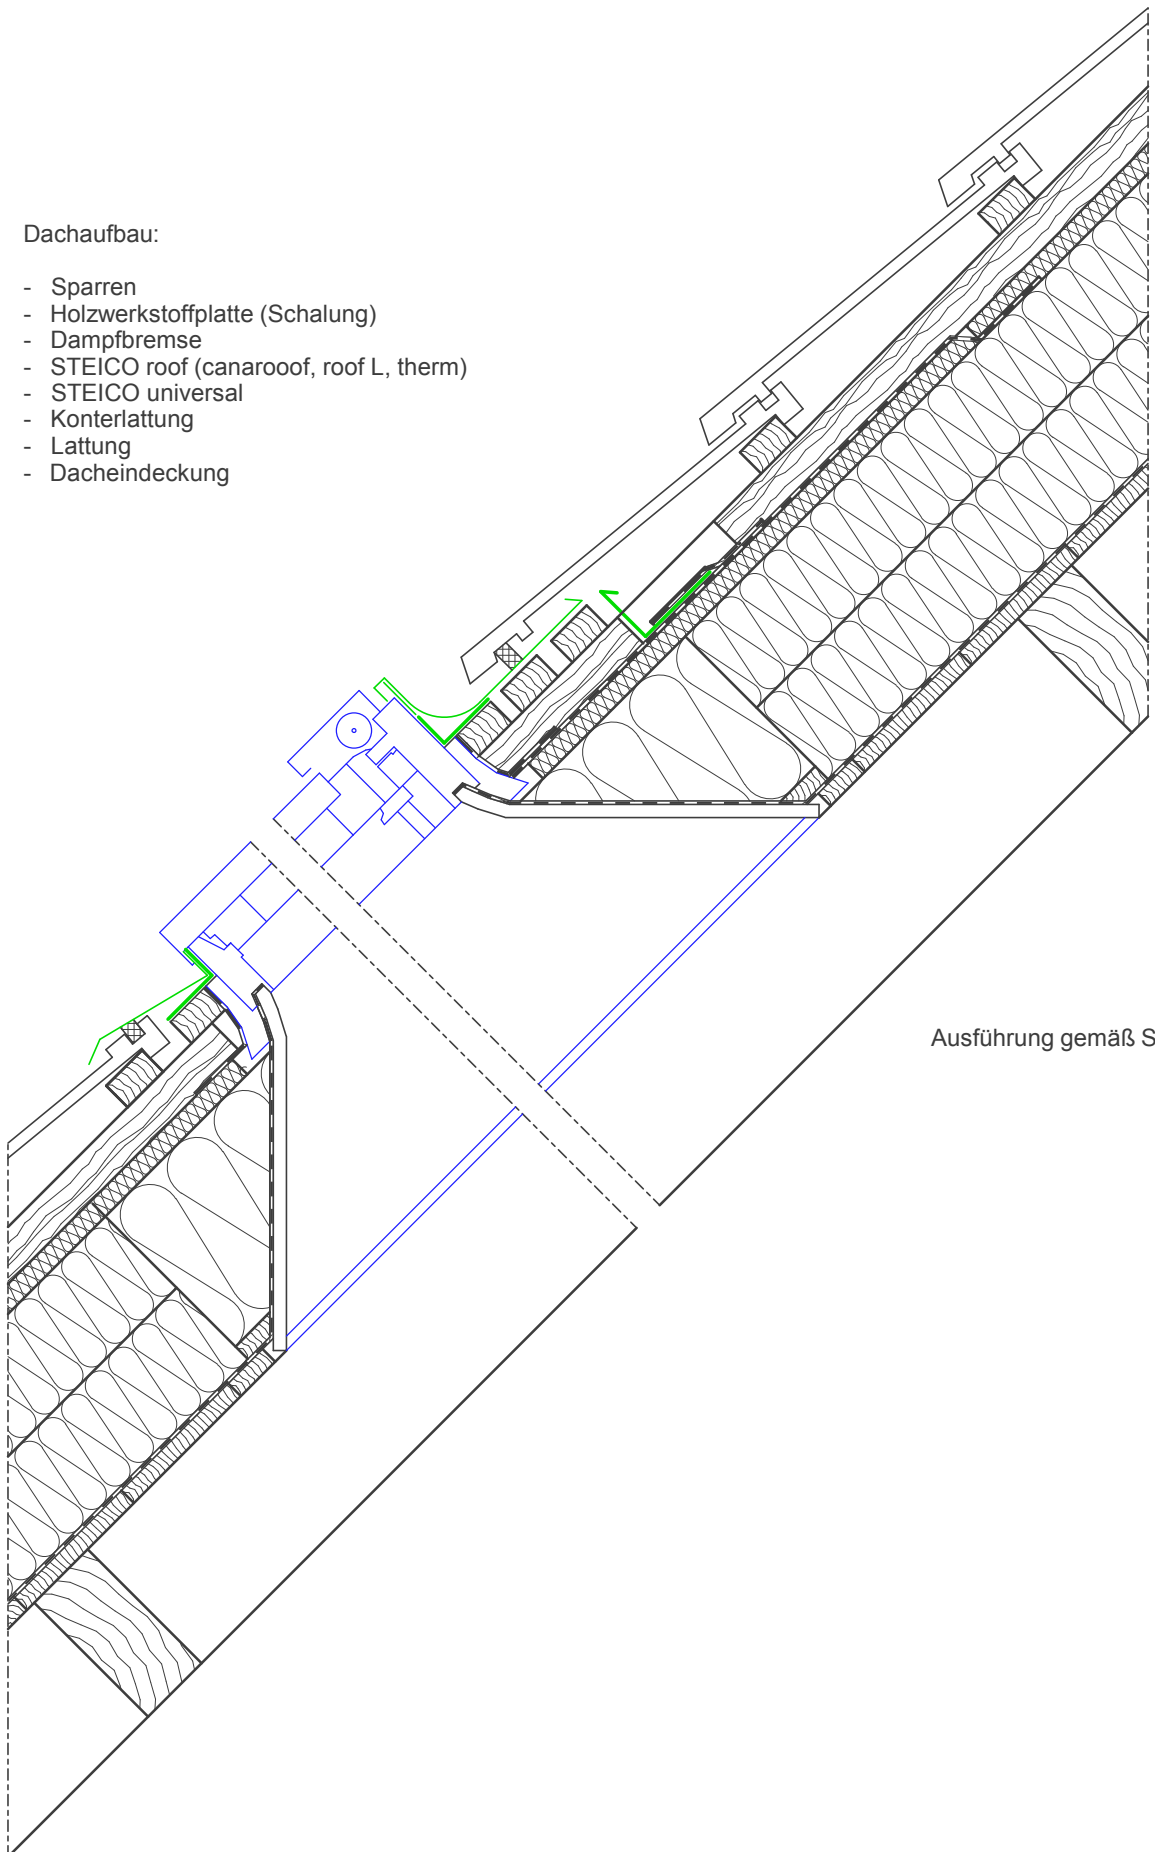 Dachaufbau:
- Sparren
- Holzwerkstoffplatte (Schalung)
- Dampfbremse
- STEICO roof (canarooof, roof L, therm)
- STEICO universal
- Konterlattung
- Lattung
- Dacheindeckung
Ausführung gemäß S